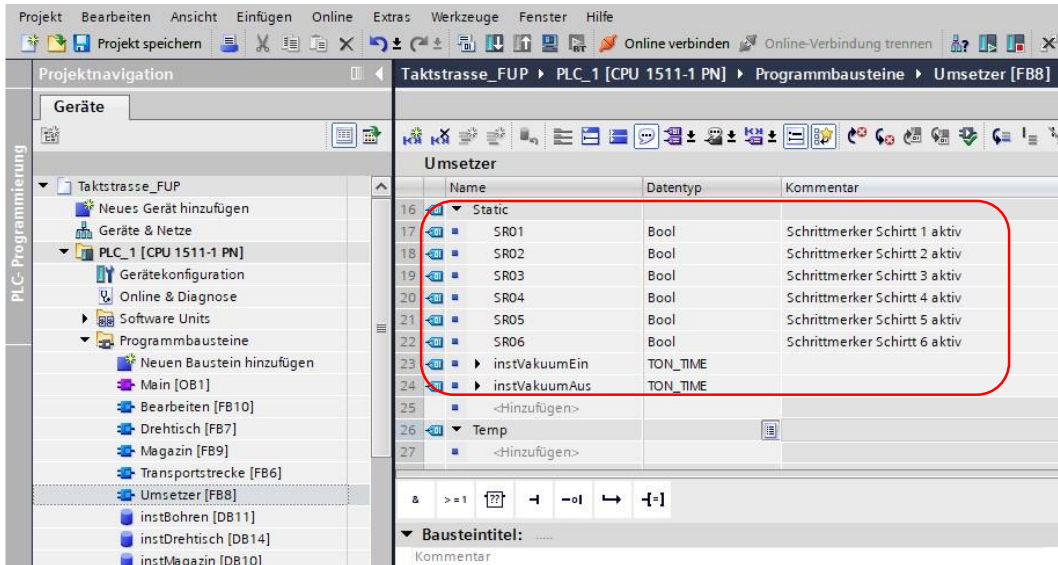 Projekt Bearbeiten Ansicht Einfügen Online Extras Werkzeuge Fenster Hilfe
Projekt speichern Online verbinden Online-Verbindung trennen
Projektnavigation
Taktstrasse_FUP PLC_1 [CPU 1511-1 PN] Programmbausteine Umsetzer [FB8]
Geräte
PLC-Programmierung
Taktstrasse_FUP
Neues Gerät hinzufügen
Geräte & Netze
PLC_1 [CPU 1511-1 PN]
Gerätekonfiguration
Online & Diagnose
Software Units
Programmbausteine
Neuen Baustein hinzufügen
Main [OB1]
Bearbeiten [FB10]
Drehtisch [FB7]
Magazin [FB9]
Transportstrecke [FB6]
Umsetzer [FB8]
instBohren [DB11]
instDrehtisch [DB14]
instMagazin [DB10]
Umsetzer
Name Datentyp Kommentar
16 Static
17 SR01 Bool Schrittmerker Schirtt 1 aktiv
18 SR02 Bool Schrittmerker Schirtt 2 aktiv
19 SR03 Bool Schrittmerker Schirtt 3 aktiv
20 SR04 Bool Schrittmerker Schirtt 4 aktiv
21 SR05 Bool Schrittmerker Schirtt 5 aktiv
22 SR06 Bool Schrittmerker Schirtt 6 aktiv
23 instVakuumEin TON_TIME
24 instVakuumAus TON_TIME
25 <Hinzufügen>
26 Temp
27 <Hinzufügen>
& >=1 ??
Bausteintitel: .....
Kommentar